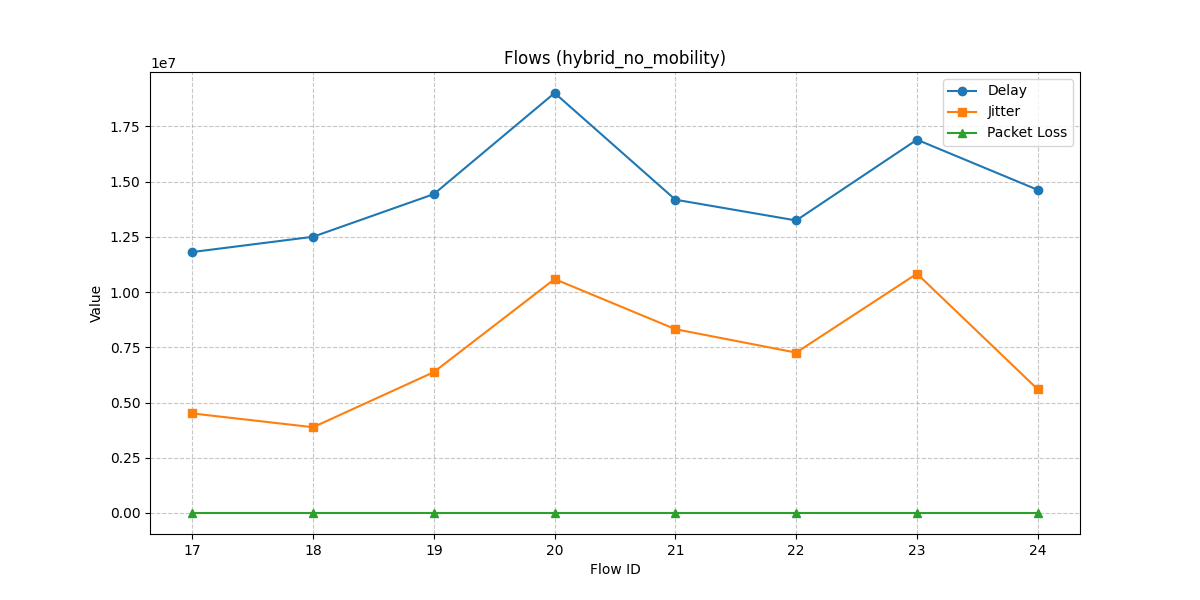 Flows (hybrid_no_mobility)
1e7
Delay
Jitter
Packet Loss
1.75
1.50
1.25
1.00
0.75
0.50
0.25
0.00
Value
17 18 19 20 21 22 23 24
Flow ID